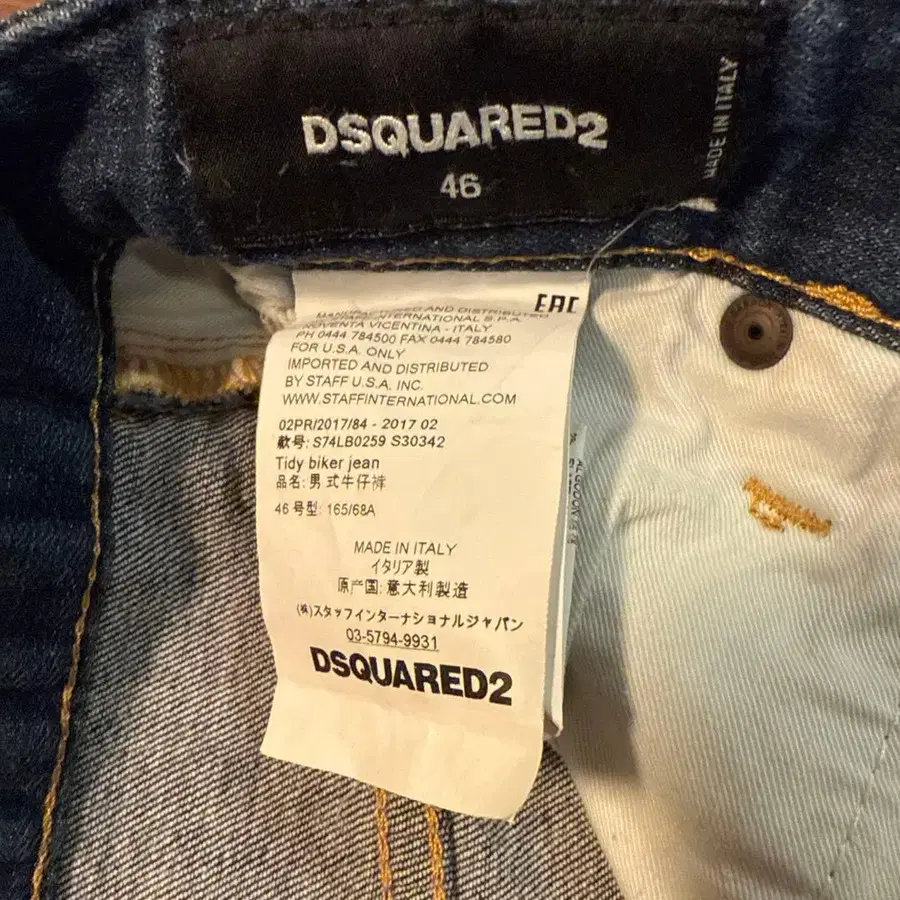 DSQUARED2
46
MADE IN ITALY
EAC
MANUFACTURED AND DISTRIBUTED
STAFF INTERNATIONAL S.P.A.
NOVENTA VICENTINA - ITALY
PH 0444 784500 FAX 0444 784580
FOR U.S.A. ONLY
IMPORTED AND DISTRIBUTED
BY STAFF U.S.A. INC.
WWW.STAFFINTERNATIONAL.COM
02PR/2017/84 - 2017 02
款号: S74LB0259 S30342
Tidy biker jean
品名: 男式牛仔裤
46 号型: 165/68A
MADE IN ITALY
イタリア製
原产国: 意大利製造
(株)スタッフインターナショナルジャパン
03-5794-9931
DSQUARED2